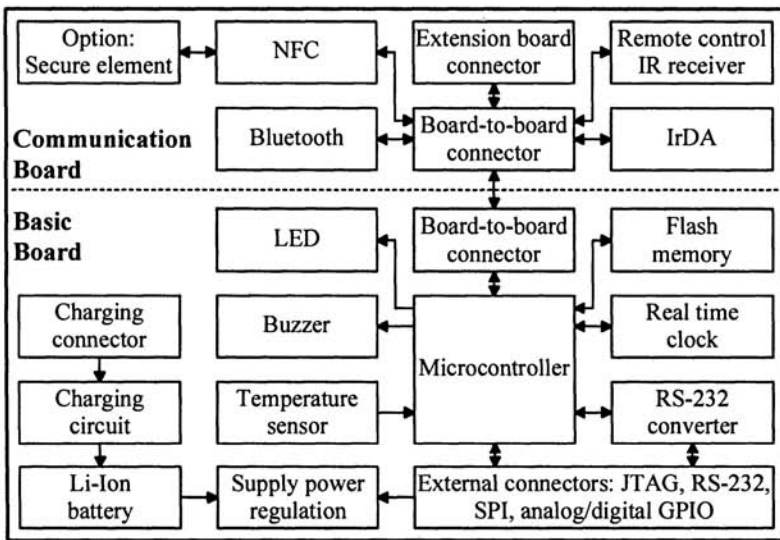 Option:
Secure element
NFC
Extension board
connector
Remote control
IR receiver
Communication
Board
Bluetooth
Board-to-board
connector
IrDA
Basic
Board
LED
Board-to-board
connector
Flash
memory
Charging
connector
Buzzer
Microcontroller
Real time
clock
Charging
circuit
Temperature
sensor
RS-232
converter
Li-Ion
battery
Supply power
regulation
External connectors: JTAG, RS-232,
SPI, analog/digital GPIO